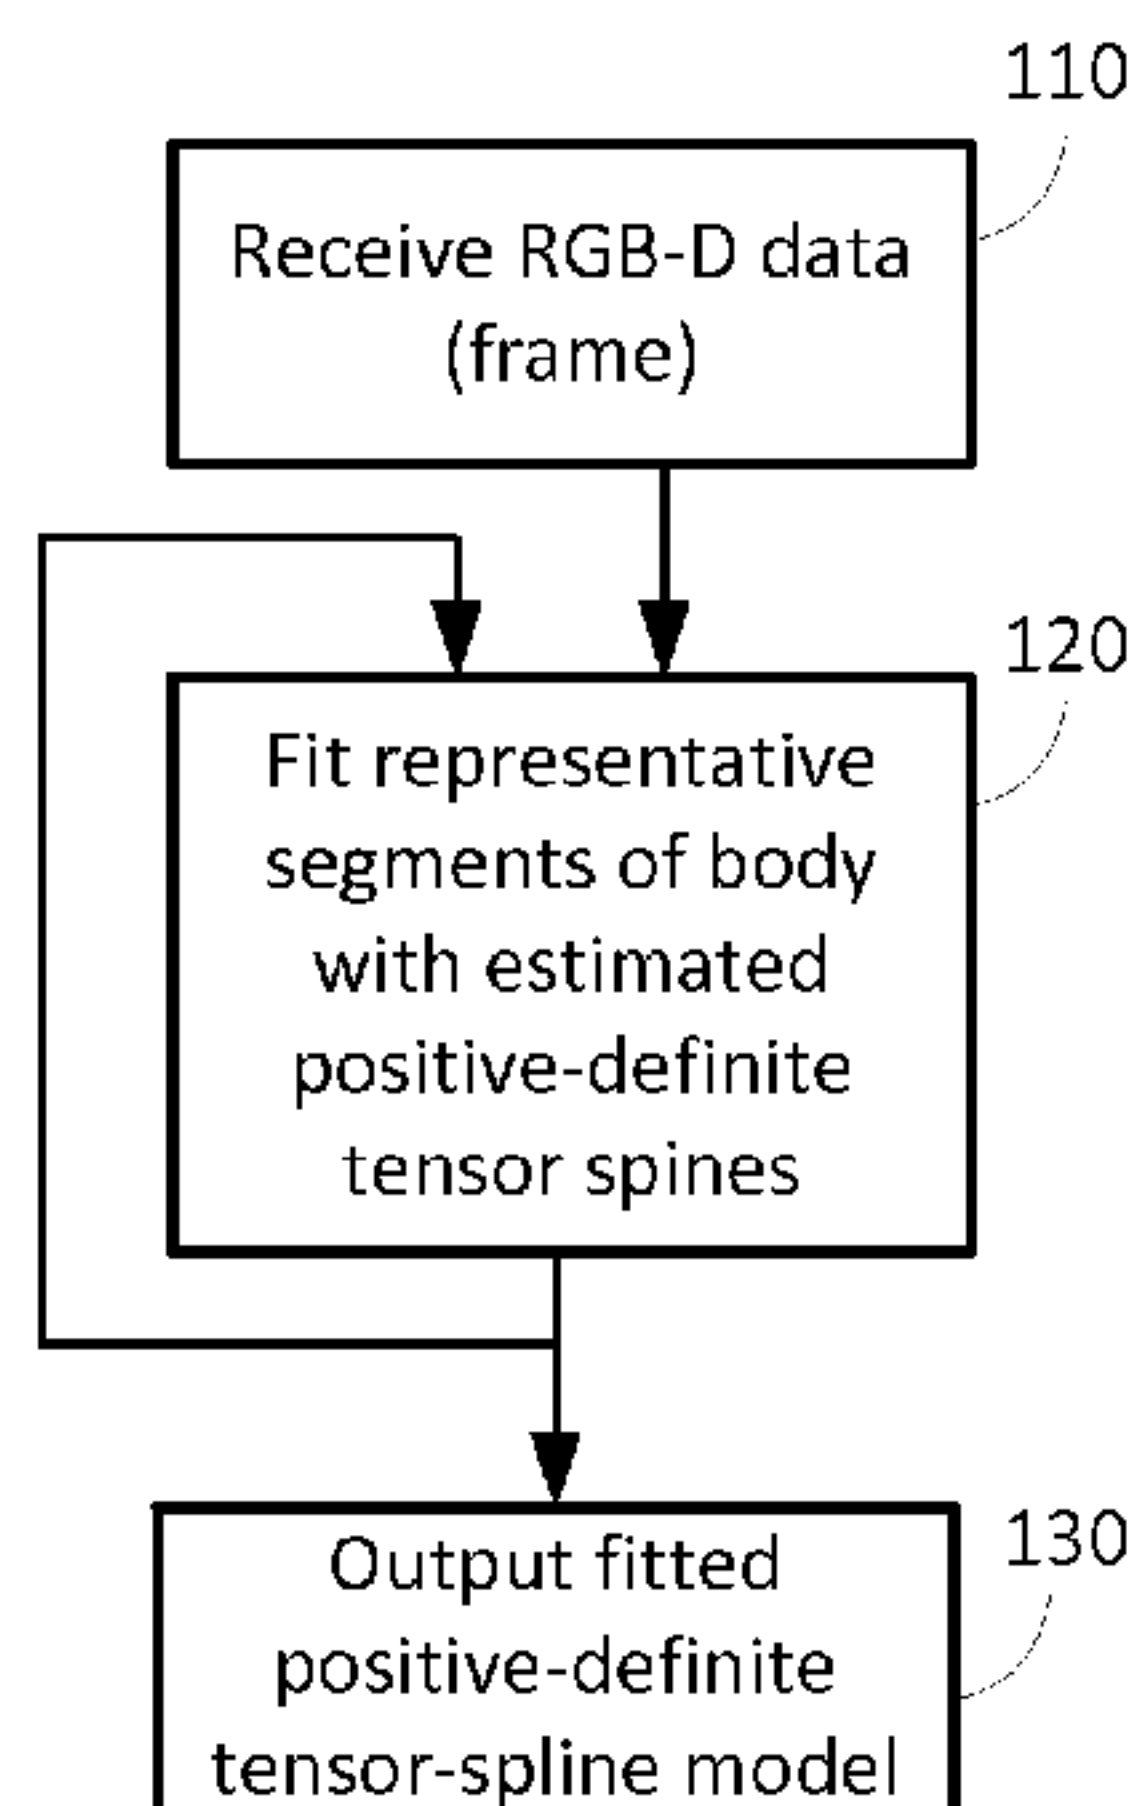 110
Receive RGB-D data
(frame)
120
Fit representative
segments of body
with estimated
positive-definite
tensor spines
130
Output fitted
positive-definite
tensor-spline model